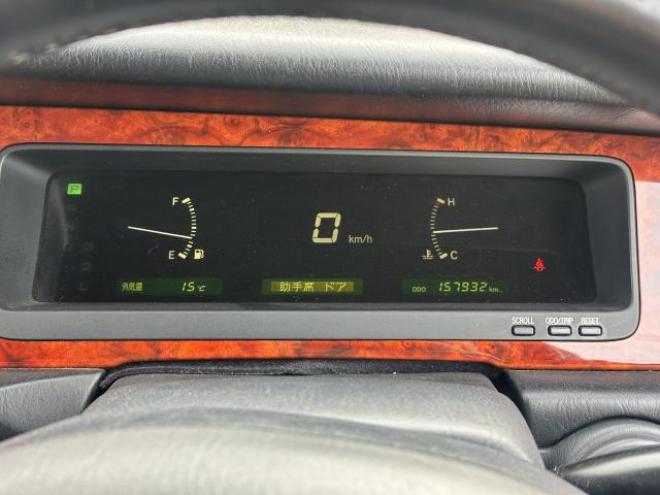 P
F
E
0 km/h
H
C
外気温 15℃
助手席 ドア
ODO 157932 km
SCROLL ODO/TRIP RESET